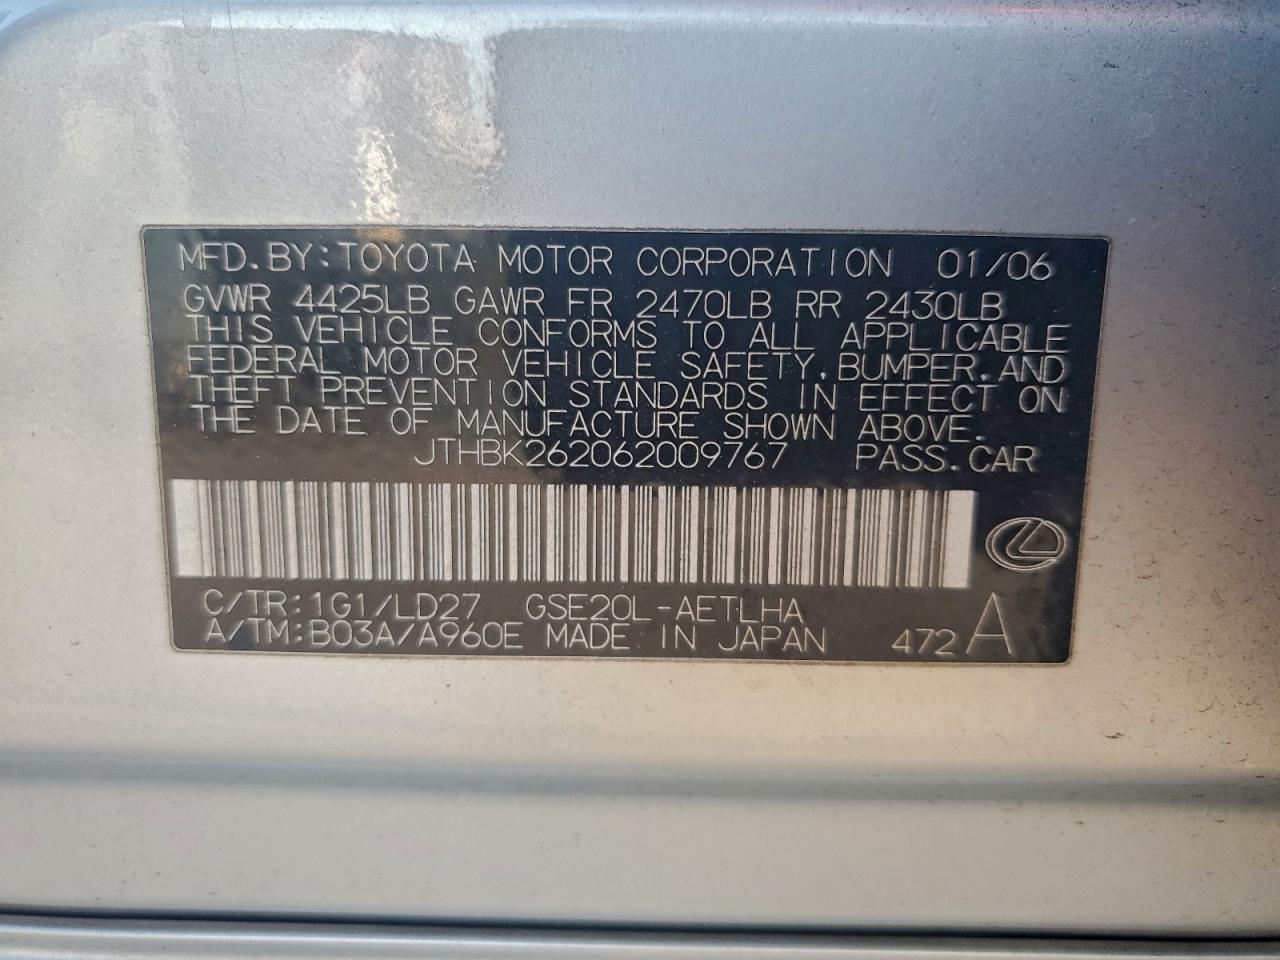 MFD. BY: TOYOTA MOTOR CORPORATION 01/06
GVWR 4425LB GAWR FR 2470LB RR 2430LB
THIS VEHICLE CONFORMS TO ALL APPLICABLE
FEDERAL MOTOR VEHICLE SAFETY, BUMPER, AND
THEFT PREVENTION STANDARDS IN EFFECT ON
THE DATE OF MANUFACTURE SHOWN ABOVE.
JTHBK262062009767 PASS. CAR
C/TR: 1G1/LD27 GSE20L-AETLHA
A/TM: B03A/A960E MADE IN JAPAN 472 A